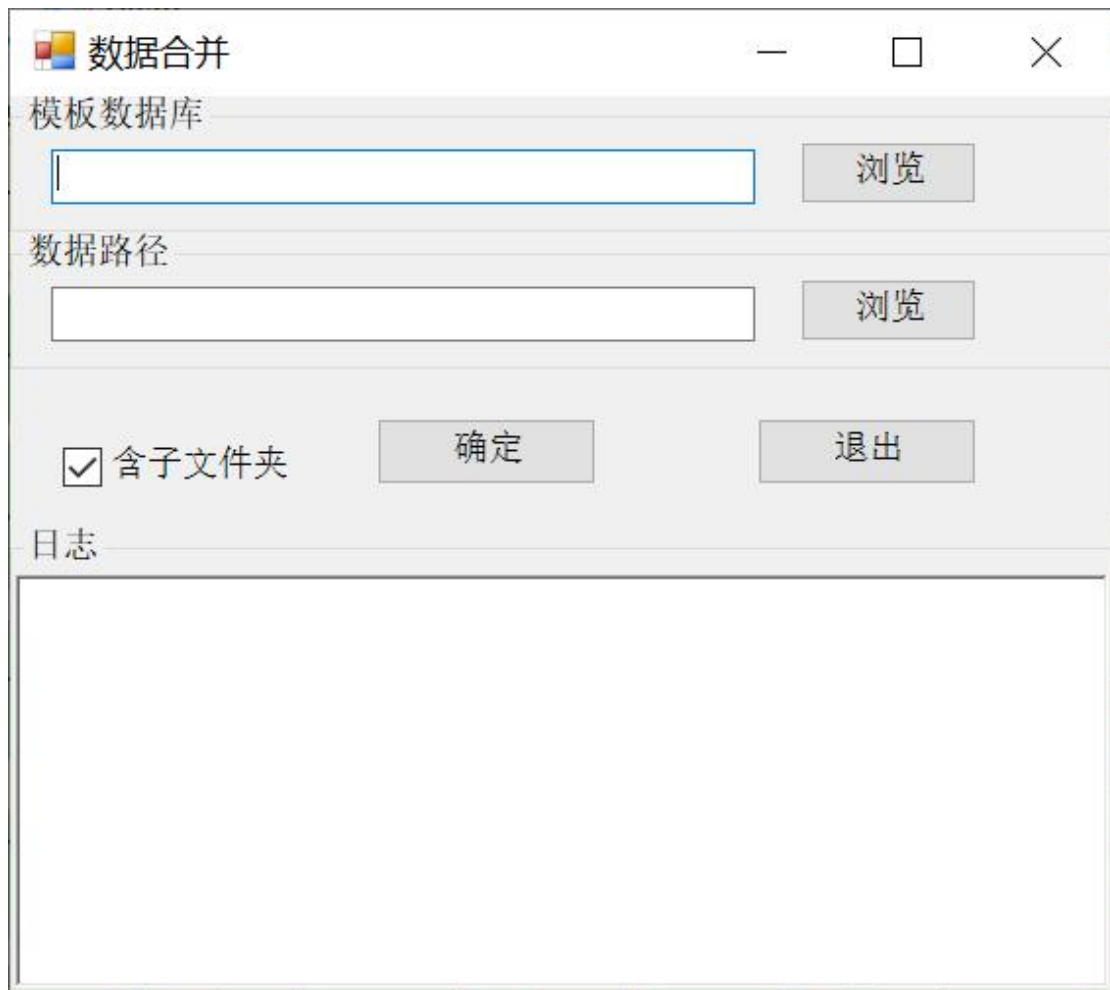 数据合并
模板数据库
浏览
数据路径
浏览
含子文件夹 确定 退出
日志